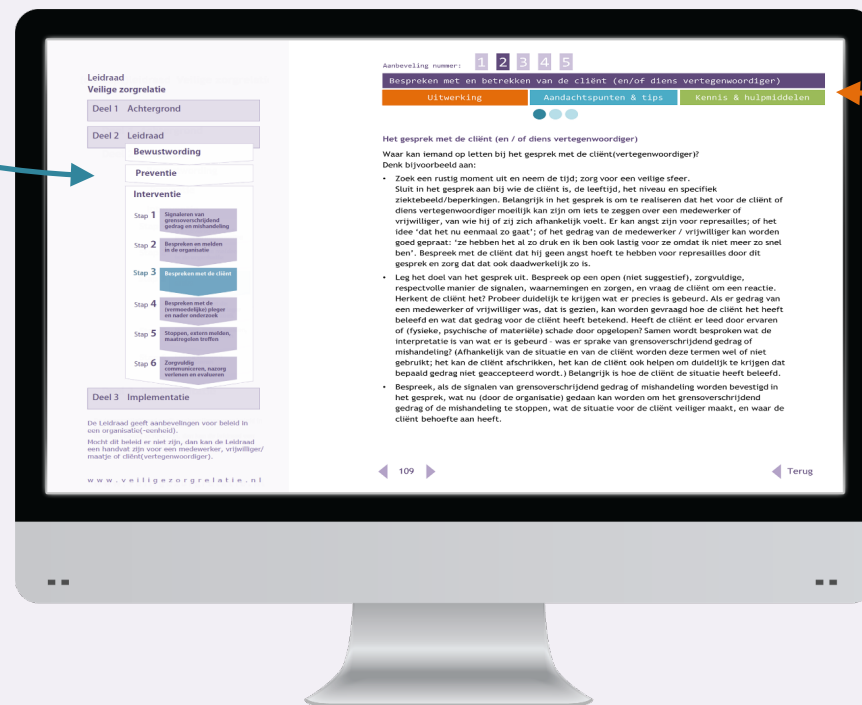 Leidraad
Veilige zorgrelatie
Deel 1 Achtergrond
Deel 2 Leidraad
Bewustwording
Preventie
Interventie
Stap 1 Signaleren van
grensoverschrijdend
gedrag en mishandeling
Stap 2 Bespreken en melden
in de organisatie
Stap 3 Bespreken met de cliënt
Stap 4 Bespreken met de
(vermoedelijke) pleger
en nader onderzoek
Stap 5 Stoppen, extern melden,
maatregelen treffen
Stap 6 Zorgvuldig
communiceren, nazorg
verlenen en evalueren
Deel 3 Implementatie
De Leidraad geeft aanbevelingen voor beleid in
een organisatie(-eenheid).
Mocht dit beleid er niet zijn, dan kan de Leidraad
een handvat zijn voor een medewerker, vrijwilliger/
maatje of cliënt(vertegenwoordiger).
www.veiligezorgrelatie.nl
Aanbeveling nummer: 1 2 3 4 5
Bespreken met en betrekken van de cliënt (en/of diens vertegenwoordiger)
Uitwerking Aandachtspunten & tips Kennis & hulpmiddelen
Het gesprek met de cliënt (en / of diens vertegenwoordiger)
Waar kan iemand op letten bij het gesprek met de cliënt(vertegenwoordiger)?
Denk bijvoorbeeld aan:
• Zoek een rustig moment uit en neem de tijd; zorg voor een veilige sfeer.
Sluit in het gesprek aan bij wie de cliënt is, de leeftijd, het niveau en specifiek
ziektebeeld/beperkingen. Belangrijk in het gesprek is om te realiseren dat het voor de cliënt of
diens vertegenwoordiger moeilijk kan zijn om iets te zeggen over een medewerker of
vrijwilliger, van wie hij of zij zich afhankelijk voelt. Er kan angst zijn voor represailles; of het
idee 'dat het nu eenmaal zo gaat'; of het gedrag van de medewerker / vrijwilliger kan worden
goed gepraat: 'ze hebben het al zo druk en ik ben ook lastig voor ze omdat ik niet meer zo snel
ben'. Bespreek met de cliënt dat hij geen angst hoeft te hebben voor represailles door dit
gesprek en zorg dat dat ook daadwerkelijk zo is.
• Leg het doel van het gesprek uit. Bespreek op een open (niet suggestief), zorgvuldige,
respectvolle manier de signalen, waarnemingen en zorgen, en vraag de cliënt om een reactie.
Herkent de cliënt het? Probeer duidelijk te krijgen wat er precies is gebeurd. Als er gedrag van
een medewerker of vrijwilliger was, dat is gezien, kan worden gevraagd hoe de cliënt het heeft
beleefd en wat dat gedrag voor de cliënt heeft betekend. Heeft de cliënt er leed door ervaren
of (fysieke, psychische of materiële) schade door opgelopen? Samen wordt besproken wat de
interpretatie is van wat er is gebeurd - was er sprake van grensoverschrijdend gedrag of
mishandeling? (Afhankelijk van de situatie en van de cliënt worden deze termen wel of niet
gebruikt; het kan de cliënt afschrikken, het kan de cliënt ook helpen om duidelijk te krijgen dat
bepaald gedrag niet geaccepteerd wordt.) Belangrijk is hoe de cliënt de situatie heeft beleefd.
• Bespreek, als de signalen van grensoverschrijdend gedrag of mishandeling worden bevestigd in
het gesprek, wat nu (door de organisatie) gedaan kan worden om het grensoverschrijdend
gedrag of de mishandeling te stoppen, wat de situatie voor de cliënt veiliger maakt, en waar de
cliënt behoefte aan heeft.
109
Terug